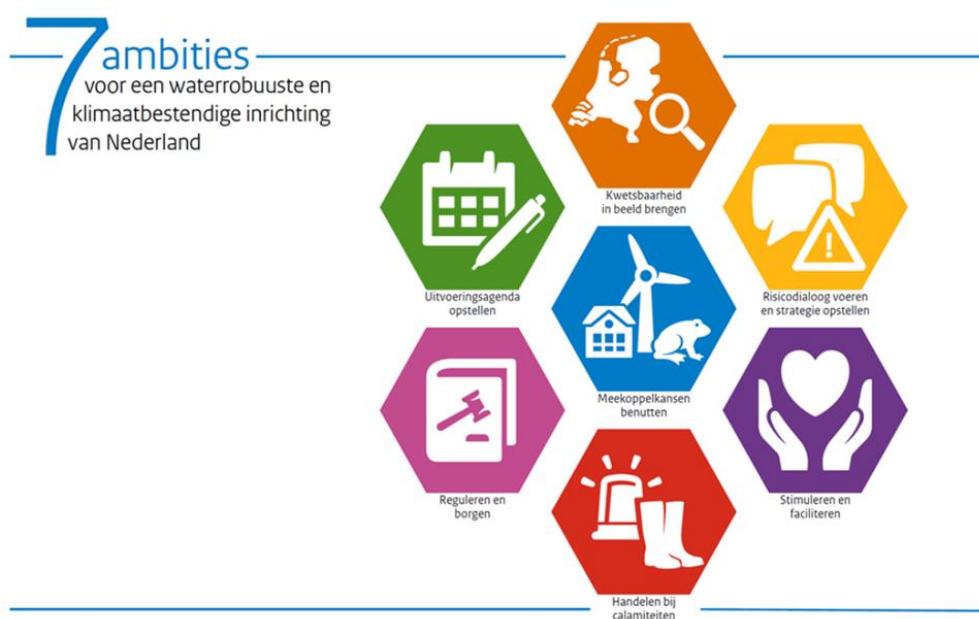 7 ambities
voor een waterrobuuste en
klimaatbestendige inrichting
van Nederland
Kwetsbaarheid
in beeld brengen
Uitvoeringsagenda
opstellen
Risicodialoog voeren
en strategie opstellen
Meekoppelkansen
benutten
Reguleren en
borgen
Stimuleren en
faciliteren
Handelen bij
calamiteiten